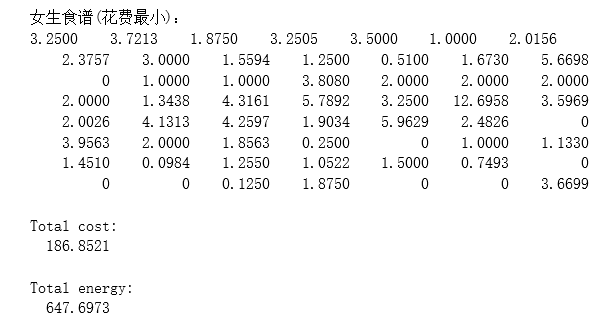 女生食谱(花费最小):
3.2500 3.7213 1.8750 3.2505 3.5000 1.0000 2.0156
2.3757 3.0000 1.5594 1.2500 0.5100 1.6730 5.6698
0 1.0000 1.0000 3.8080 2.0000 2.0000 2.0000
2.0000 1.3438 4.3161 5.7892 3.2500 12.6958 3.5969
2.0026 4.1313 4.2597 1.9034 5.9629 2.4826 0
3.9563 2.0000 1.8563 0.2500 0 1.0000 1.1330
1.4510 0.0984 1.2550 1.0522 1.5000 0.7493 0
0 0 0.1250 1.8750 0 0 3.6699
Total cost:
186.8521
Total energy:
647.6973